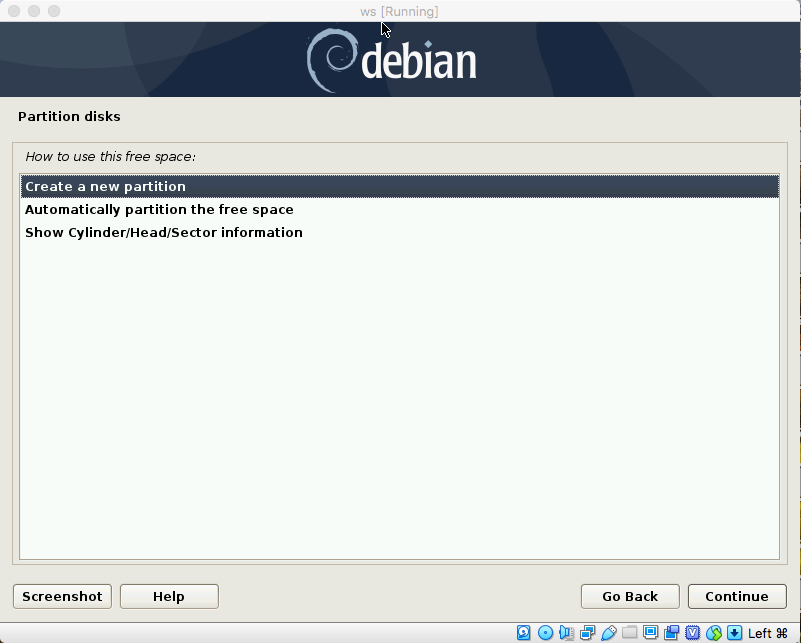 ws [Running]
debian
Partition disks
How to use this free space:
Create a new partition
Automatically partition the free space
Show Cylinder/Head/Sector information
Screenshot
Help
Go Back
Continue
Left ⌘